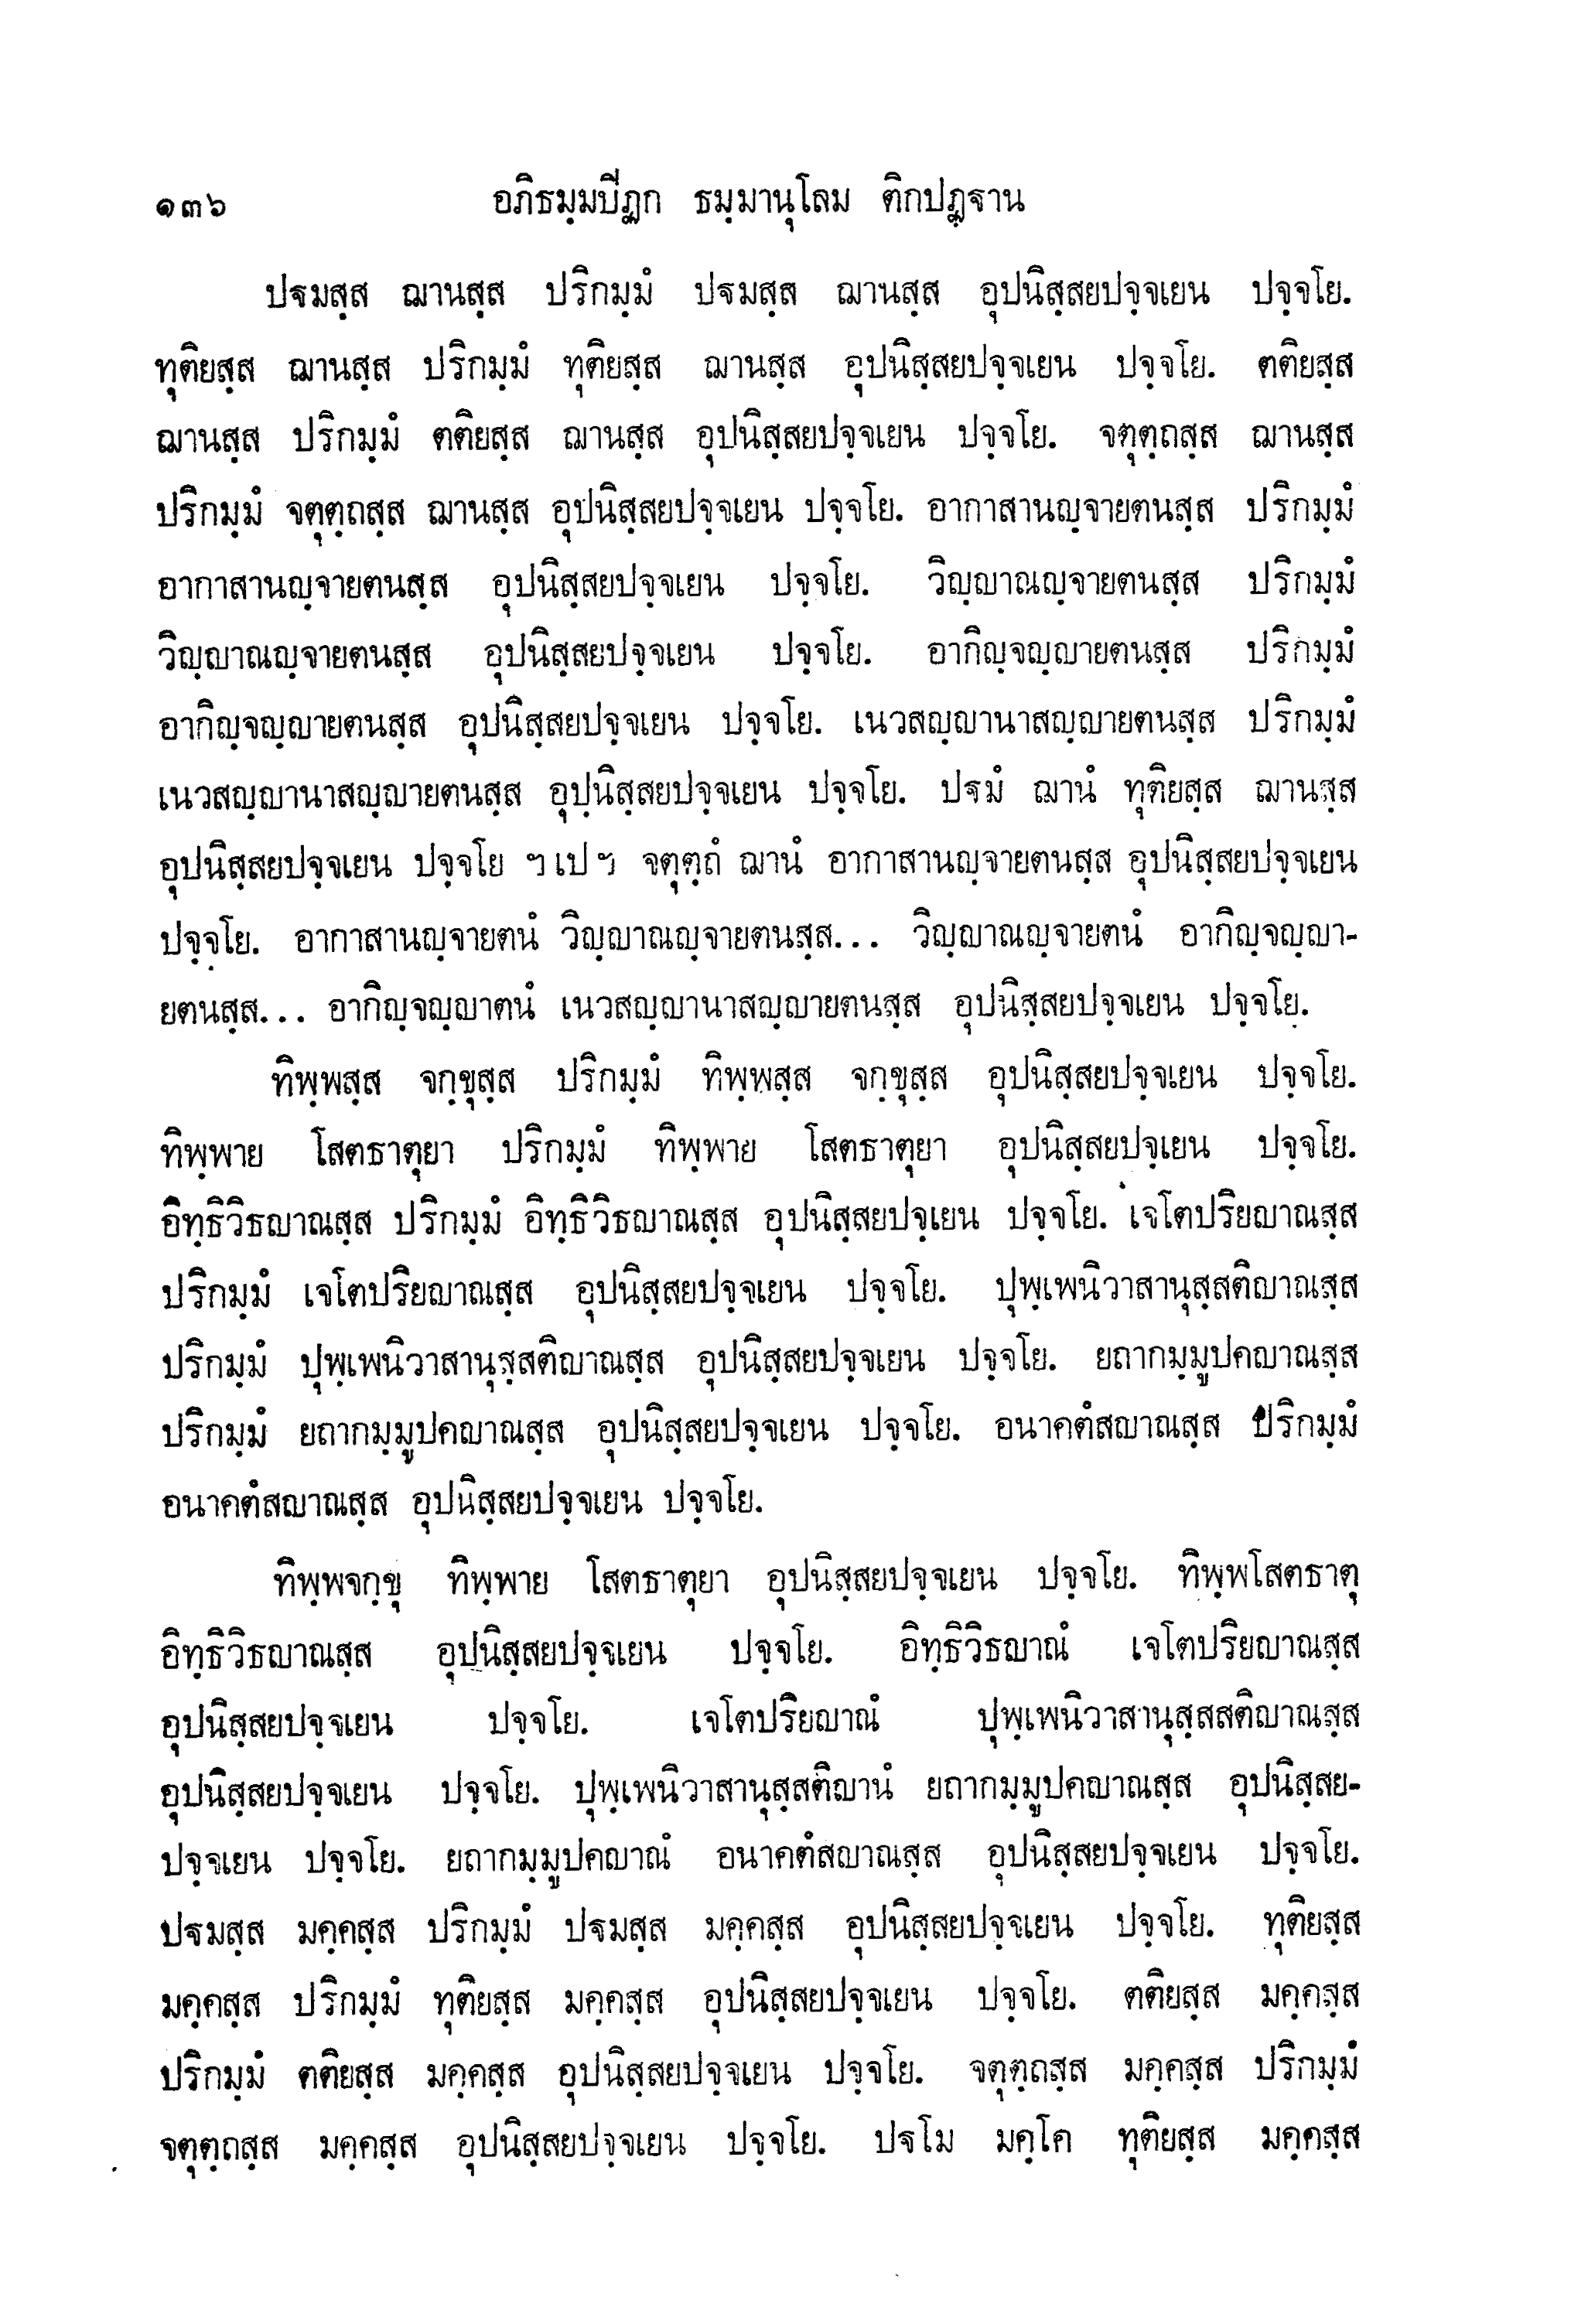 ๑๓๖ อภิธมฺมปีฏก ธมฺมานุโลม ติกปฏฺฐาน
ปฐมสฺส ฌานสฺส ปริกมฺมํ ปฐมสฺส ฌานสฺส อุปนิสฺสยปจฺจเยน ปจฺจโย.
ทุติยสฺส ฌานสฺส ปริกมฺมํ ทุติยสฺส ฌานสฺส อุปนิสฺสยปจฺจเยน ปจฺจโย. ตติยสฺส
ฌานสฺส ปริกมฺมํ ตติยสฺส ฌานสฺส อุปนิสฺสยปจฺจเยน ปจฺจโย. จตุตฺถสฺส ฌานสฺส
ปริกมฺมํ จตุตฺถสฺส ฌานสฺส อุปนิสฺสยปจฺจเยน ปจฺจโย. อากาสานญฺจายตนสฺส ปริกมฺมํ
อากาสานญฺจายตนสฺส อุปนิสฺสยปจฺจเยน ปจฺจโย. วิญฺญาณญฺจายตนสฺส ปริกมฺมํ
วิญฺญาณญฺจายตนสฺส อุปนิสฺสยปจฺจเยน ปจฺจโย. อากิญฺจญฺญายตนสฺส ปริกมฺมํ
อากิญฺจญฺญายตนสฺส อุปนิสฺสยปจฺจเยน ปจฺจโย. เนวสญฺญานาสญฺญายตนสฺส ปริกมฺมํ
เนวสญฺญานาสญฺญายตนสฺส อุปนิสฺสยปจฺจเยน ปจฺจโย. ปฐมํ ฌานํ ทุติยสฺส ฌานสฺส
อุปนิสฺสยปจฺจเยน ปจฺจโย ฯ เป ฯ จตุตฺถํ ฌานํ อากาสานญฺจายตนสฺส อุปนิสฺสยปจฺจเยน
ปจฺจโย. อากาสานญฺจายตนํ วิญฺญาณญฺจายตนสฺส... วิญฺญาณญฺจายตนํ อากิญฺจญฺญา-
ยตนสฺส... อากิญฺจญฺญาตนํ เนวสญฺญานาสญฺญายตนสฺส อุปนิสฺสยปจฺจเยน ปจฺจโย.
ทิพฺพสฺส จกฺขุสฺส ปริกมฺมํ ทิพฺพสฺส จกฺขุสฺส อุปนิสฺสยปจฺจเยน ปจฺจโย.
ทิพฺพาย โสตธาตุยา ปริกมฺมํ ทิพฺพาย โสตธาตุยา อุปนิสฺสยปจฺเยน ปจฺจโย.
อิทฺธิวิธญาณสฺส ปริกมฺมํ อิทฺธิวิธญาณสฺส อุปนิสฺสยปจฺเยน ปจฺจโย. เจโตปริยญาณสฺส
ปริกมฺมํ เจโตปริยญาณสฺส อุปนิสฺสยปจฺจเยน ปจฺจโย. ปุพฺเพนิวาสานุสฺสติญาณสฺส
ปริกมฺมํ ปุพฺเพนิวาสานุสฺสติญาณสฺส อุปนิสฺสยปจฺจเยน ปจฺจโย. ยถากมฺมูปคญาณสฺส
ปริกมฺมํ ยถากมฺมูปคญาณสฺส อุปนิสฺสยปจฺจเยน ปจฺจโย. อนาคตํสญาณสฺส ปริกมฺมํ
อนาคตํสญาณสฺส อุปนิสฺสยปจฺจเยน ปจฺจโย.
ทิพฺพจกฺขุ ทิพฺพาย โสตธาตุยา อุปนิสฺสยปจฺจเยน ปจฺจโย. ทิพฺพโสตธาตุ
อิทฺธิวิธญาณสฺส อุปนิสฺสยปจฺจเยน ปจฺจโย. อิทฺธิวิธญาณํ เจโตปริยญาณสฺส
อุปนิสฺสยปจฺจเยน ปจฺจโย. เจโตปริยญาณํ ปุพฺเพนิวาสานุสฺสสติญาณสฺส
อุปนิสฺสยปจฺจเยน ปจฺจโย. ปุพฺเพนิวาสานุสฺสติญานํ ยถากมฺมูปคญาณสฺส อุปนิสฺสย-
ปจฺจเยน ปจฺจโย. ยถากมฺมูปคญาณํ อนาคตํสญาณสฺส อุปนิสฺสยปจฺจเยน ปจฺจโย.
ปฐมสฺส มคฺคสฺส ปริกมฺมํ ปฐมสฺส มคฺคสฺส อุปนิสฺสยปจฺจเยน ปจฺจโย. ทุติยสฺส
มคฺคสฺส ปริกมฺมํ ทุติยสฺส มคฺคสฺส อุปนิสฺสยปจฺจเยน ปจฺจโย. ตติยสฺส มคฺคสฺส
ปริกมฺมํ ตติยสฺส มคฺคสฺส อุปนิสฺสยปจฺจเยน ปจฺจโย. จตุตฺถสฺส มคฺคสฺส ปริกมฺมํ
จตุตฺถสฺส มคฺคสฺส อุปนิสฺสยปจฺจเยน ปจฺจโย. ปฐโม มคฺโค ทุติยสฺส มคฺคสฺส